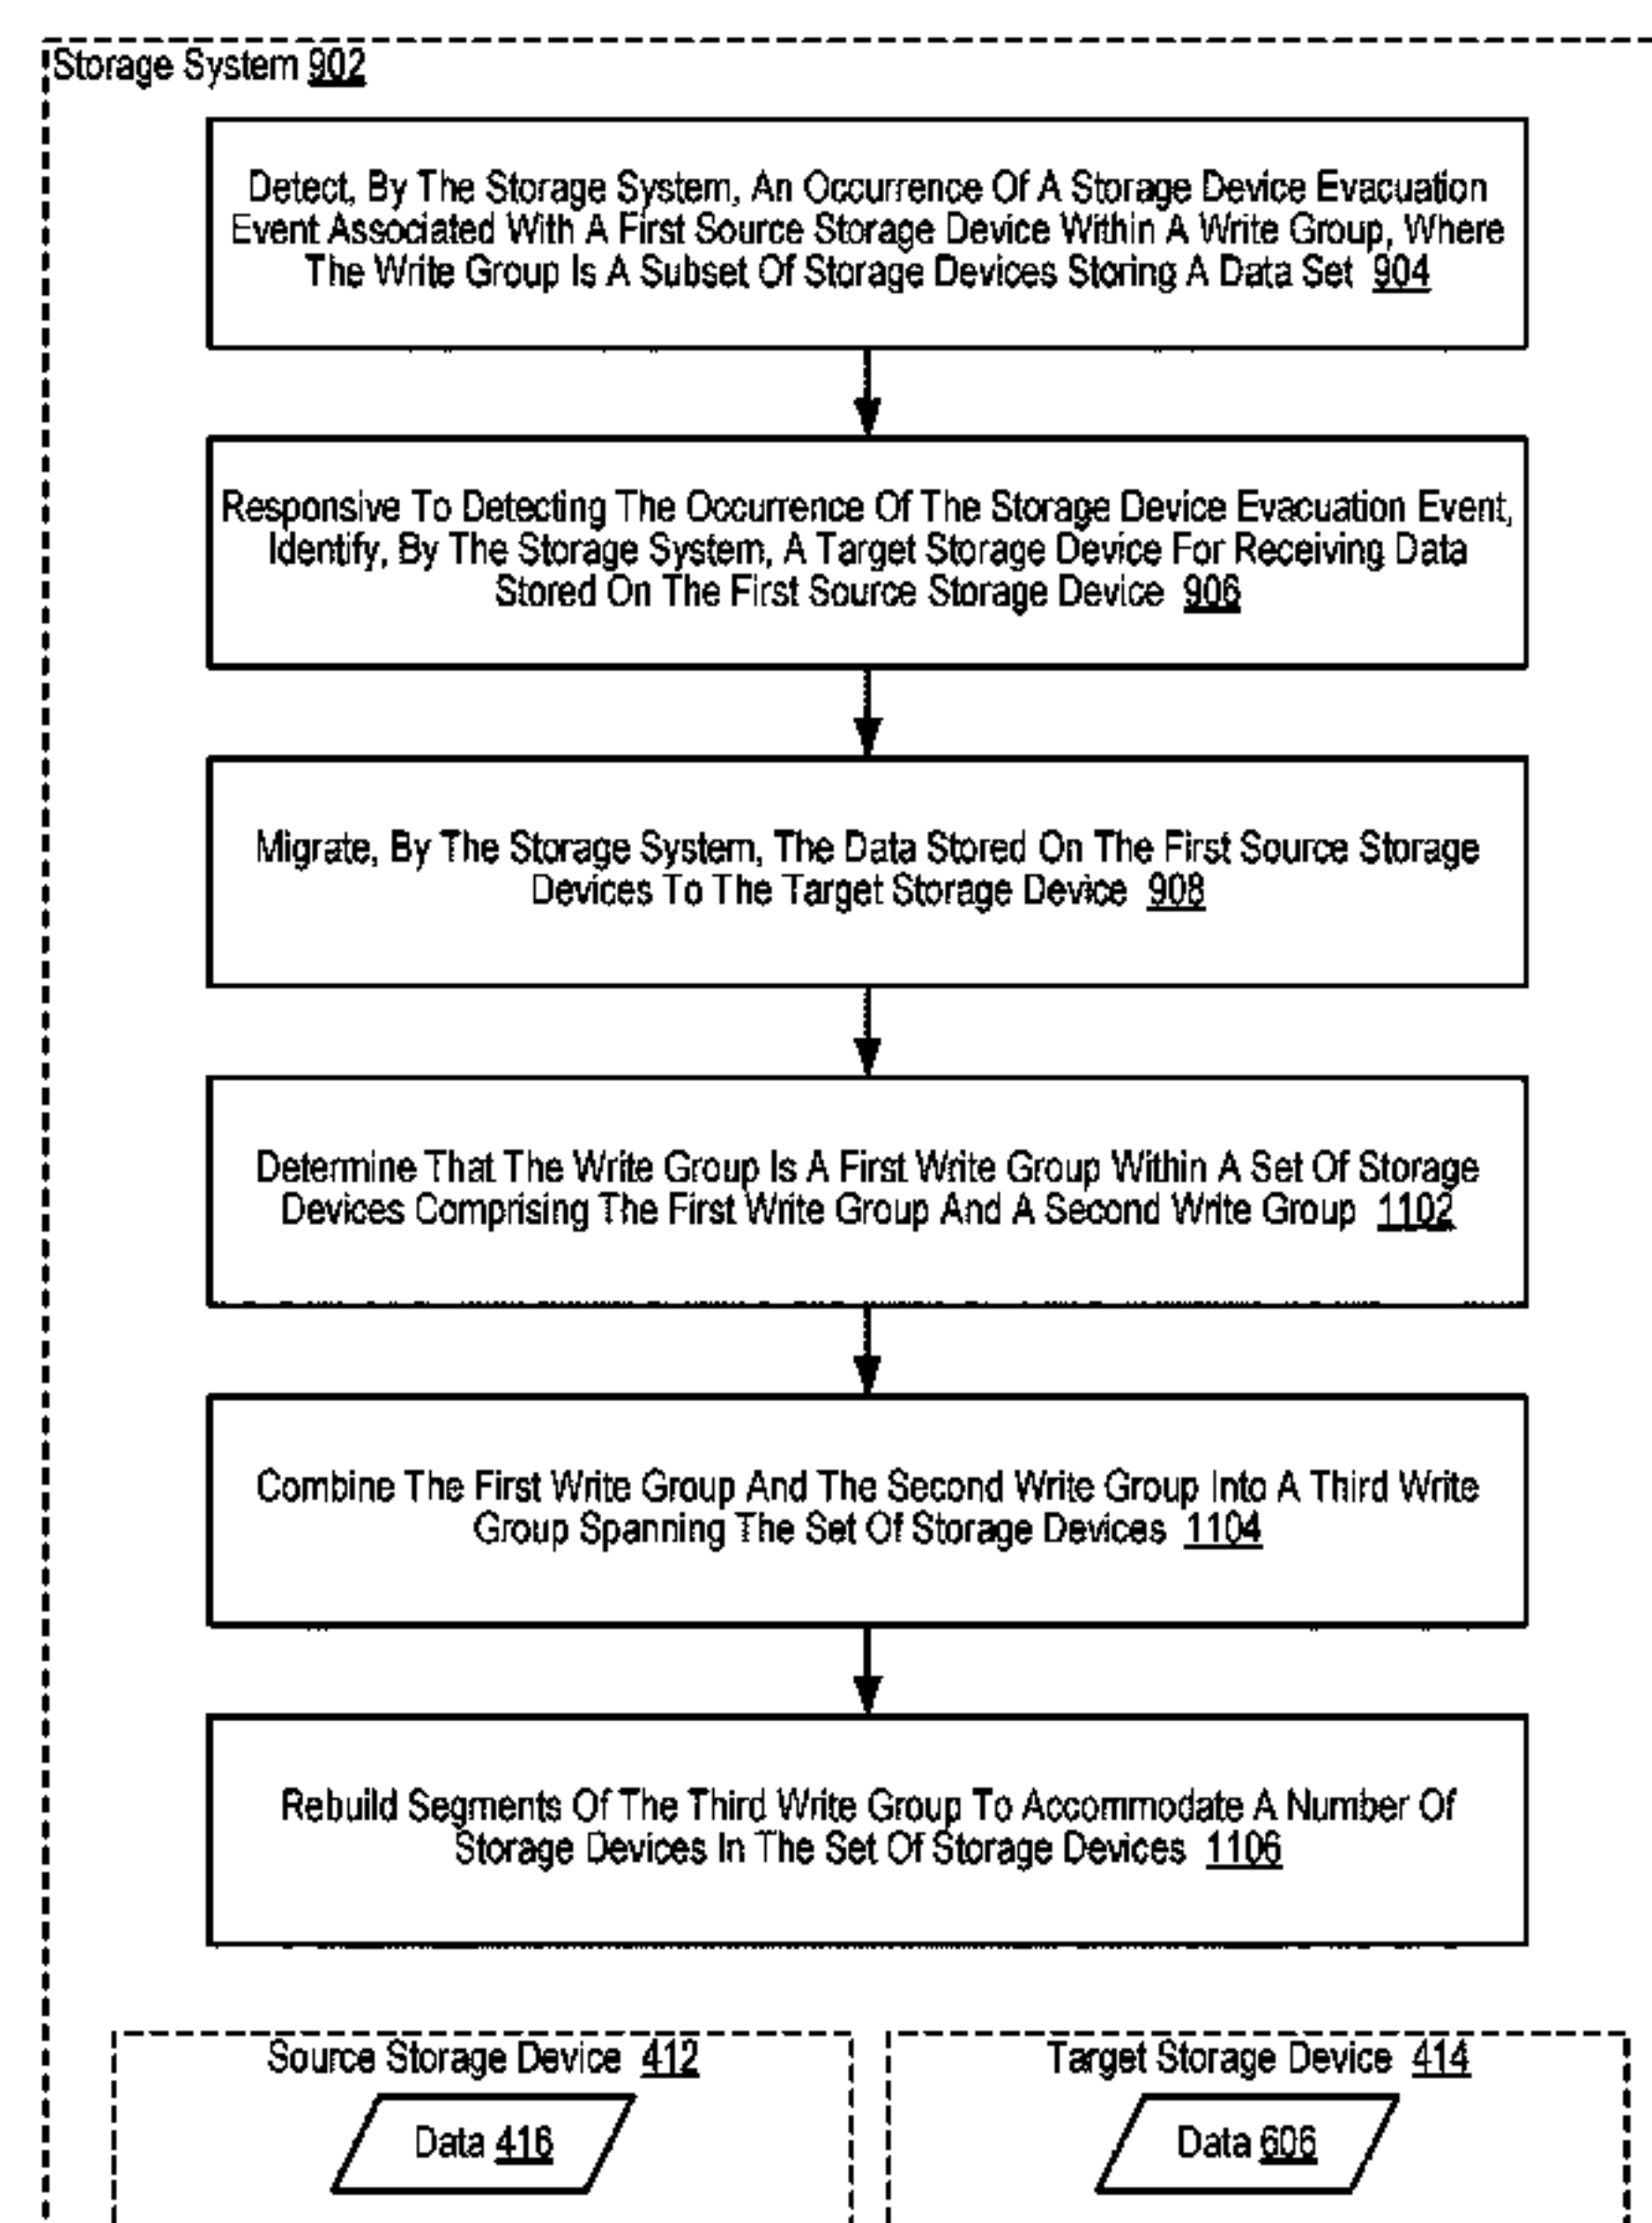 Storage System 902
Detect, By The Storage System, An Occurrence Of A Storage Device Evacuation
Event Associated With A First Source Storage Device Within A Write Group, Where
The Write Group Is A Subset Of Storage Devices Storing A Data Set 904
Responsive To Detecting The Occurrence Of The Storage Device Evacuation Event,
Identify, By The Storage System, A Target Storage Device For Receiving Data
Stored On The First Source Storage Device 906
Migrate, By The Storage System, The Data Stored On The First Source Storage
Devices To The Target Storage Device 908
Determine That The Write Group Is A First Write Group Within A Set Of Storage
Devices Comprising The First Write Group And A Second Write Group 1102
Combine The First Write Group And The Second Write Group Into A Third Write
Group Spanning The Set Of Storage Devices 1104
Rebuild Segments Of The Third Write Group To Accommodate A Number Of
Storage Devices In The Set Of Storage Devices 1106
Source Storage Device 412
Target Storage Device 414
Data 416
Data 606